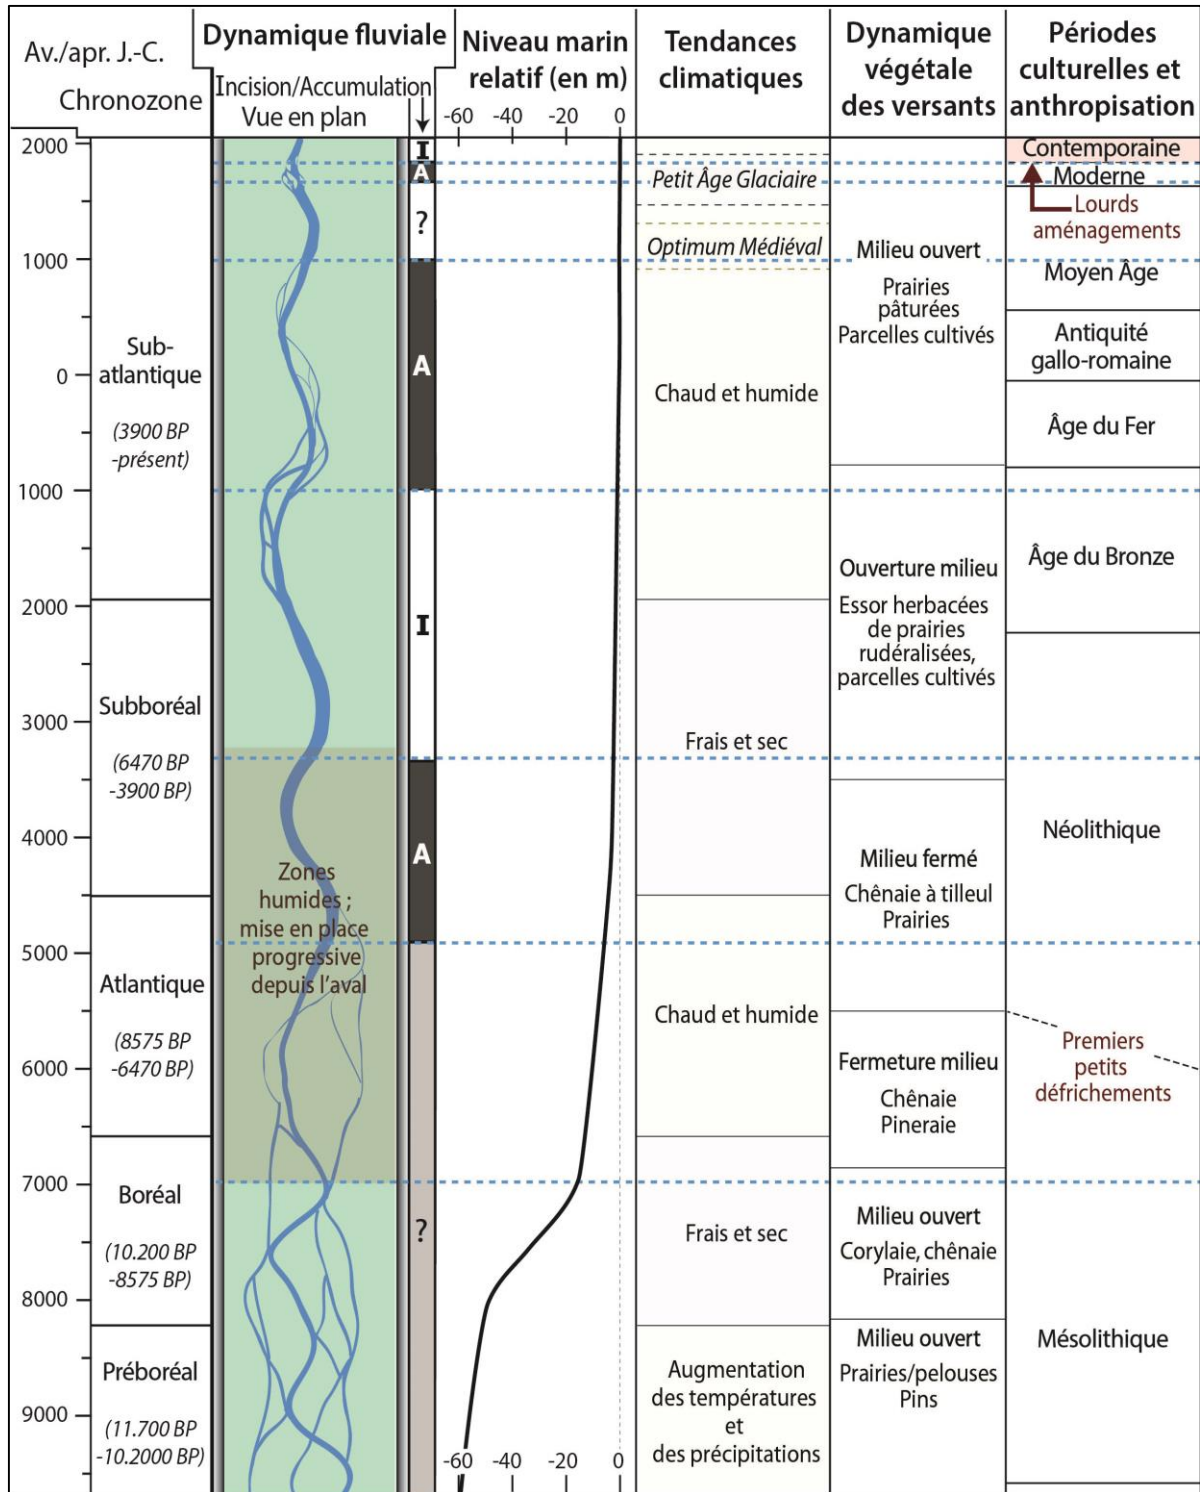 Av./apr. J.-C.
Chronozone
Dynamique fluviale
Incision/Accumulation
Vue en plan
Niveau marin
relatif (en m)
-60 -40 -20 0
Tendances
climatiques
Dynamique
végétale
des versants
Périodes
culturelles et
anthropisation
2000
1000
0
1000
2000
3000
4000
5000
6000
7000
8000
9000
Sub-
atlantique
(3900 BP
-présent)
Subboréal
(6470 BP
-3900 BP)
Atlantique
(8575 BP
-6470 BP)
Boréal
(10.200 BP
-8575 BP)
Préboréal
(11.700 BP
-10.2000 BP)
Zones
humides ;
mise en place
progressive
depuis l'aval
I
A
?
A
I
A
?
-60 -40 -20 0
Petit Âge Glaciaire
Optimum Médiéval
Chaud et humide
Frais et sec
Chaud et humide
Frais et sec
Augmentation
des températures
et
des précipitations
Milieu ouvert
Prairies
pâturées
Parcelles cultivés
Ouverture milieu
Essor herbacées
de prairies
rudéralisées,
parcelles cultivés
Milieu fermé
Chênaie à tilleul
Prairies
Fermeture milieu
Chênaie
Pineraie
Milieu ouvert
Corylaie, chênaie
Prairies
Milieu ouvert
Prairies/pelouses
Pins
Contemporaine
Moderne
Lourds
aménagements
Moyen Âge
Antiquité
gallo-romaine
Âge du Fer
Âge du Bronze
Néolithique
Premiers
petits
défrichements
Mésolithique